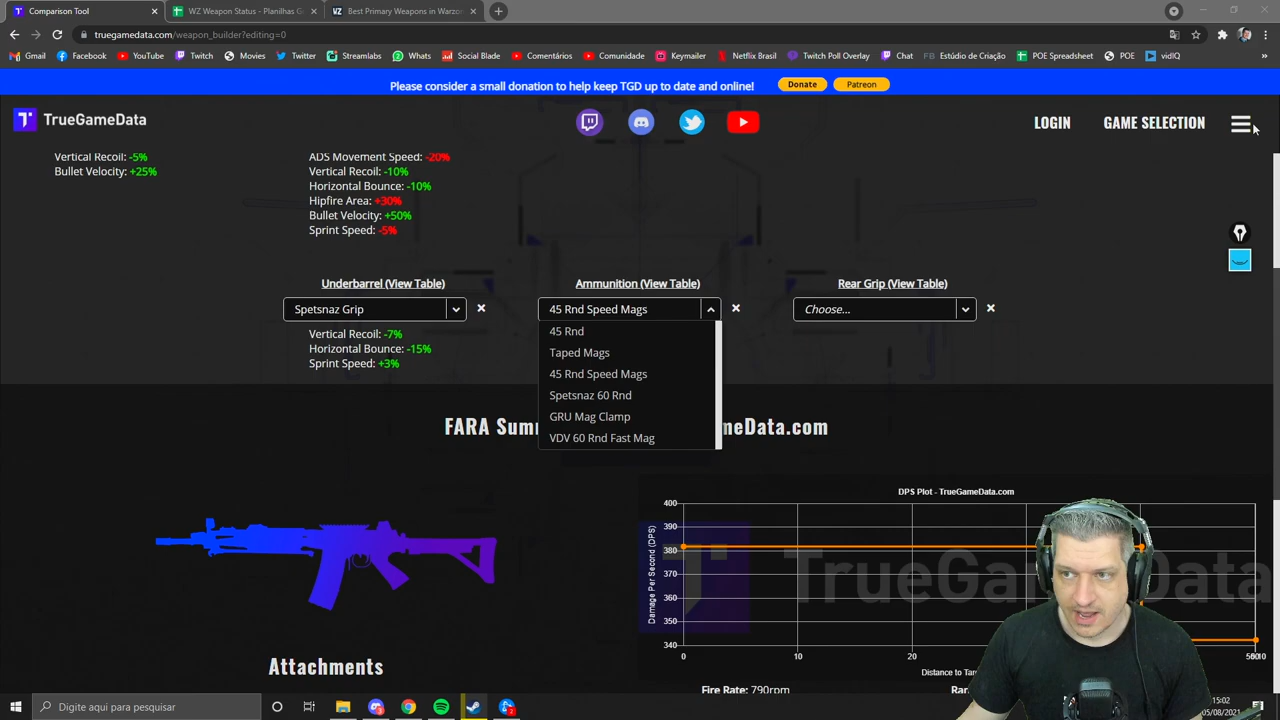 Comparison Tool
WZ Weapon Status - Planilhas G
Best Primary Weapons in Warzon
truegamedata.com/weapon_builder?editing=0
Gmail
Facebook
YouTube
Twitch
Movies
Twitter
Streamlabs
Whats
Social Blade
Comentários
Comunidade
Keymailer
Netflix Brasil
Twitch Poll Overlay
Chat
FB Estúdio de Criação
POE Spreadsheet
POE
vidIQ
Please consider a small donation to help keep TGD up to date and online!
Donate
Patreon
TrueGameData
LOGIN
GAME SELECTION
Vertical Recoil: -5%
Bullet Velocity: +25%
ADS Movement Speed: -20%
Vertical Recoil: -10%
Horizontal Bounce: -10%
Hipfire Area: +30%
Bullet Velocity: +50%
Sprint Speed: -5%
Underbarrel (View Table)
Spetsnaz Grip
Vertical Recoil: -7%
Horizontal Bounce: -15%
Sprint Speed: +3%
Ammunition (View Table)
45 Rnd Speed Mags
45 Rnd
Taped Mags
45 Rnd Speed Mags
Spetsnaz 60 Rnd
GRU Mag Clamp
VDV 60 Rnd Fast Mag
Rear Grip (View Table)
Choose...
FARA Sum
meData.com
DPS Plot - TrueGameData.com
Damage Per Second (DPS)
400
390
380
370
360
350
340
0
10
20
Distance to Tar
TrueGam
Data
Attachments
Fire Rate: 790rpm
Ran
Digite aqui para pesquisar
15:02
05/08/2021